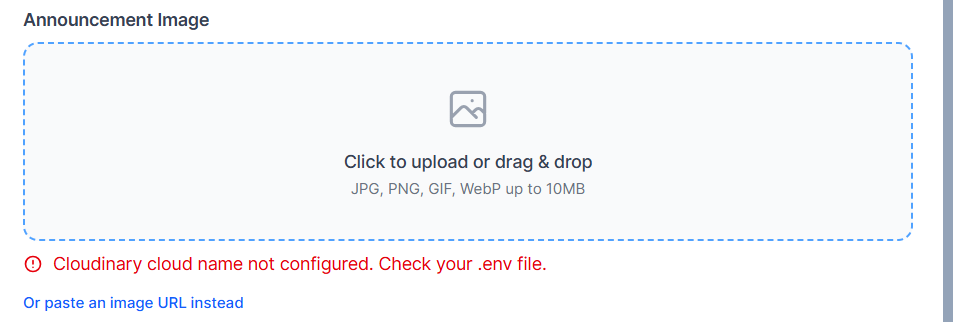 Announcement Image
Click to upload or drag & drop
JPG, PNG, GIF, WebP up to 10MB
Cloudinary cloud name not configured. Check your .env file.
Or paste an image URL instead